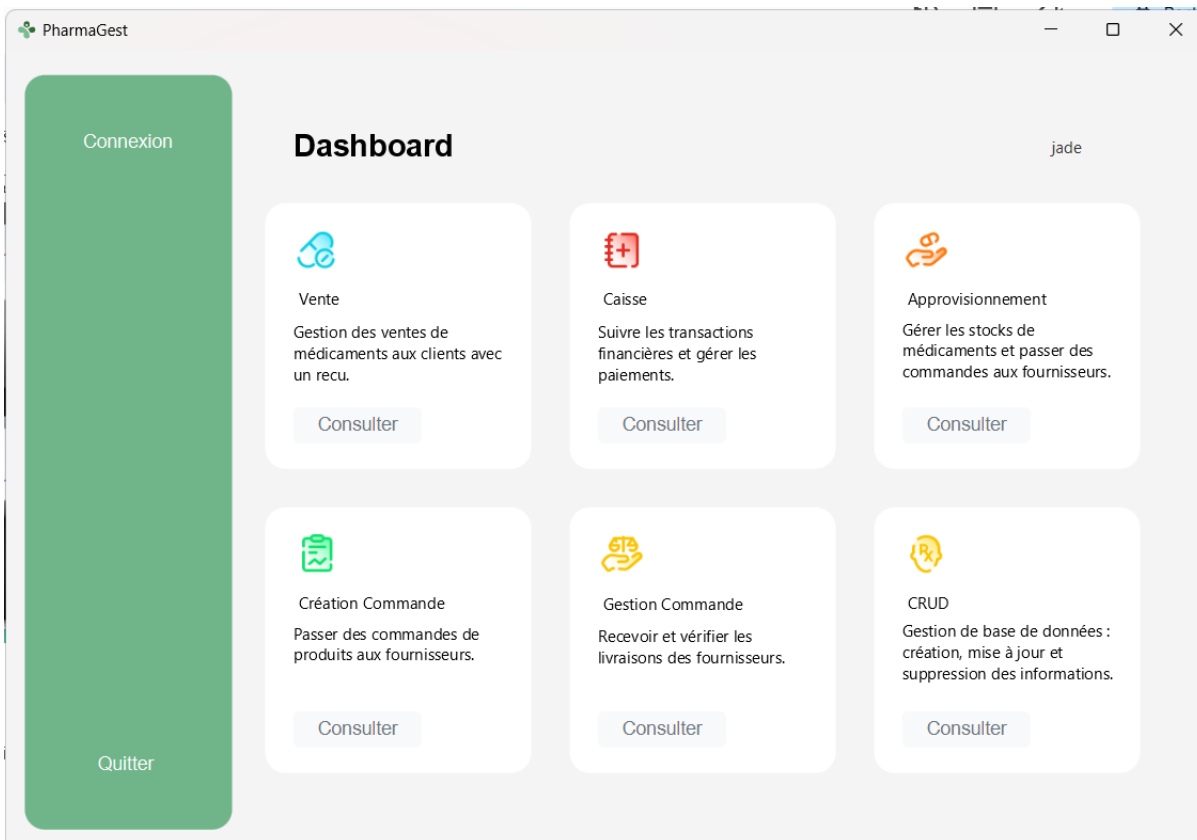 PharmaGest
Connexion
Quitter
Dashboard
jade
Vente
Gestion des ventes de
médicaments aux clients avec
un recu.
Consulter
Caisse
Suivre les transactions
financières et gérer les
paiements.
Consulter
Approvisionnement
Gérer les stocks de
médicaments et passer des
commandes aux fournisseurs.
Consulter
Création Commande
Passer des commandes de
produits aux fournisseurs.
Consulter
Gestion Commande
Recevoir et vérifier les
livraisons des fournisseurs.
Consulter
CRUD
Gestion de base de données :
création, mise à jour et
suppression des informations.
Consulter